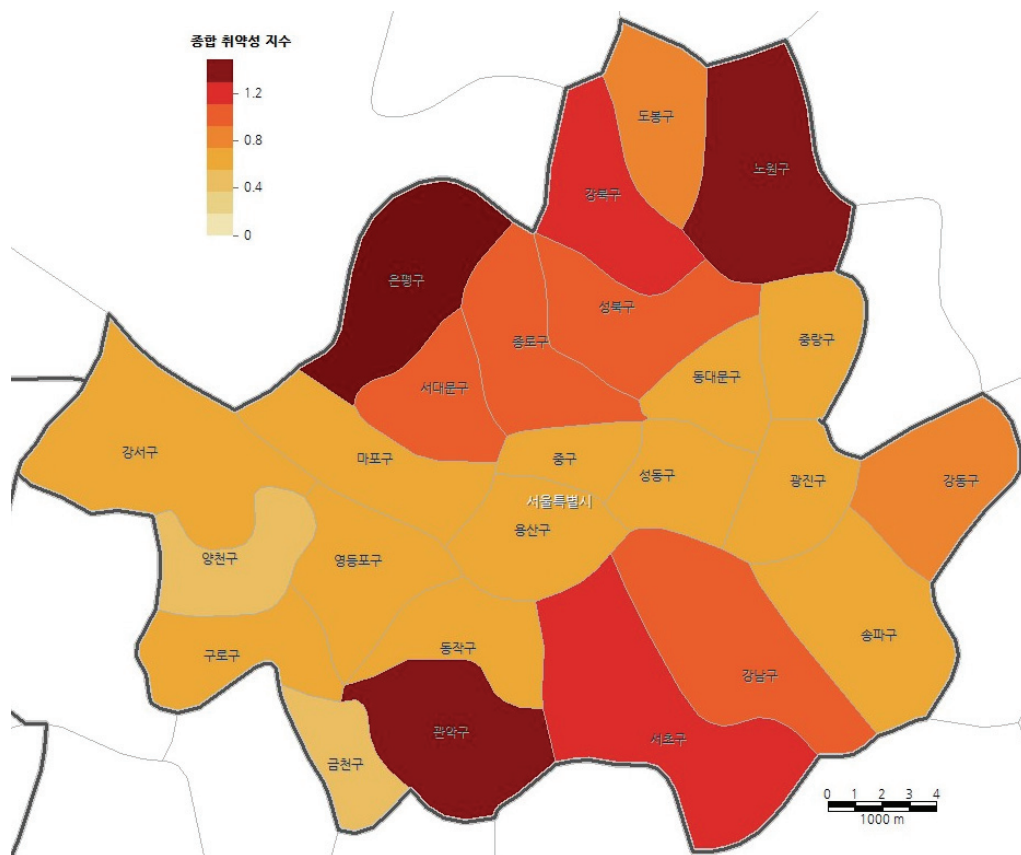 종합 취약성 지수
1.2
0.8
0.4
0
도봉구
노원구
강북구
은평구
성북구
종로구
중랑구
동대문구
서대문구
강서구
마포구
중구
성동구
광진구
강동구
서울특별시
용산구
양천구
영등포구
송파구
동작구
구로구
강남구
관악구
서초구
금천구
0 1 2 3 4
1000 m